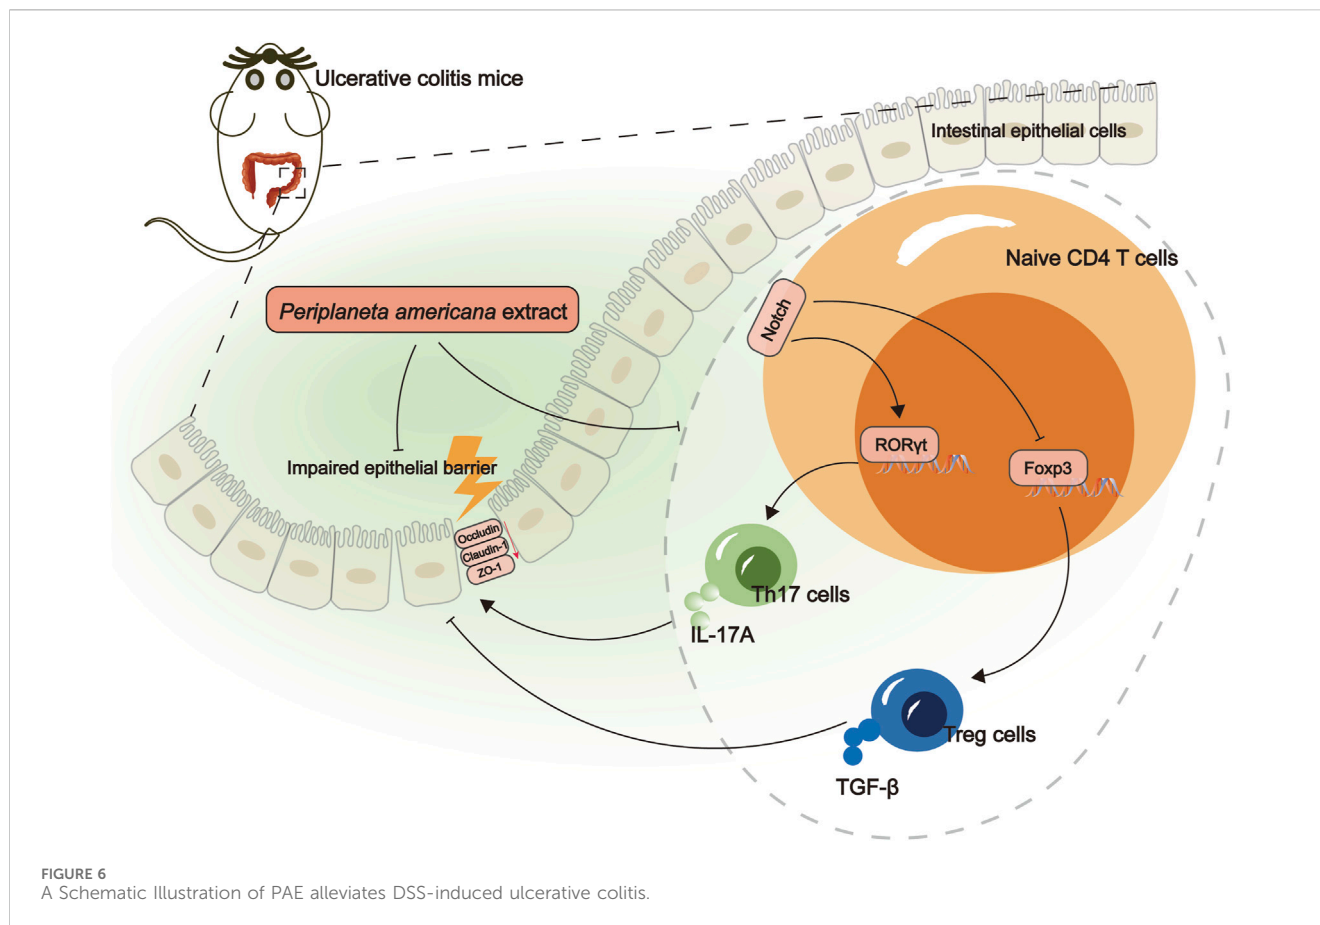 Ulcerative colitis mice
Intestinal epithelial cells
Naive CD4 T cells
Periplaneta americana extract
Notch
RORγt
Foxp3
Impaired epithelial barrier
Occludin
Claudin-1
ZO-1
Th17 cells
IL-17A
Treg cells
TGF-β
FIGURE 6
A Schematic Illustration of PAE alleviates DSS-induced ulcerative colitis.